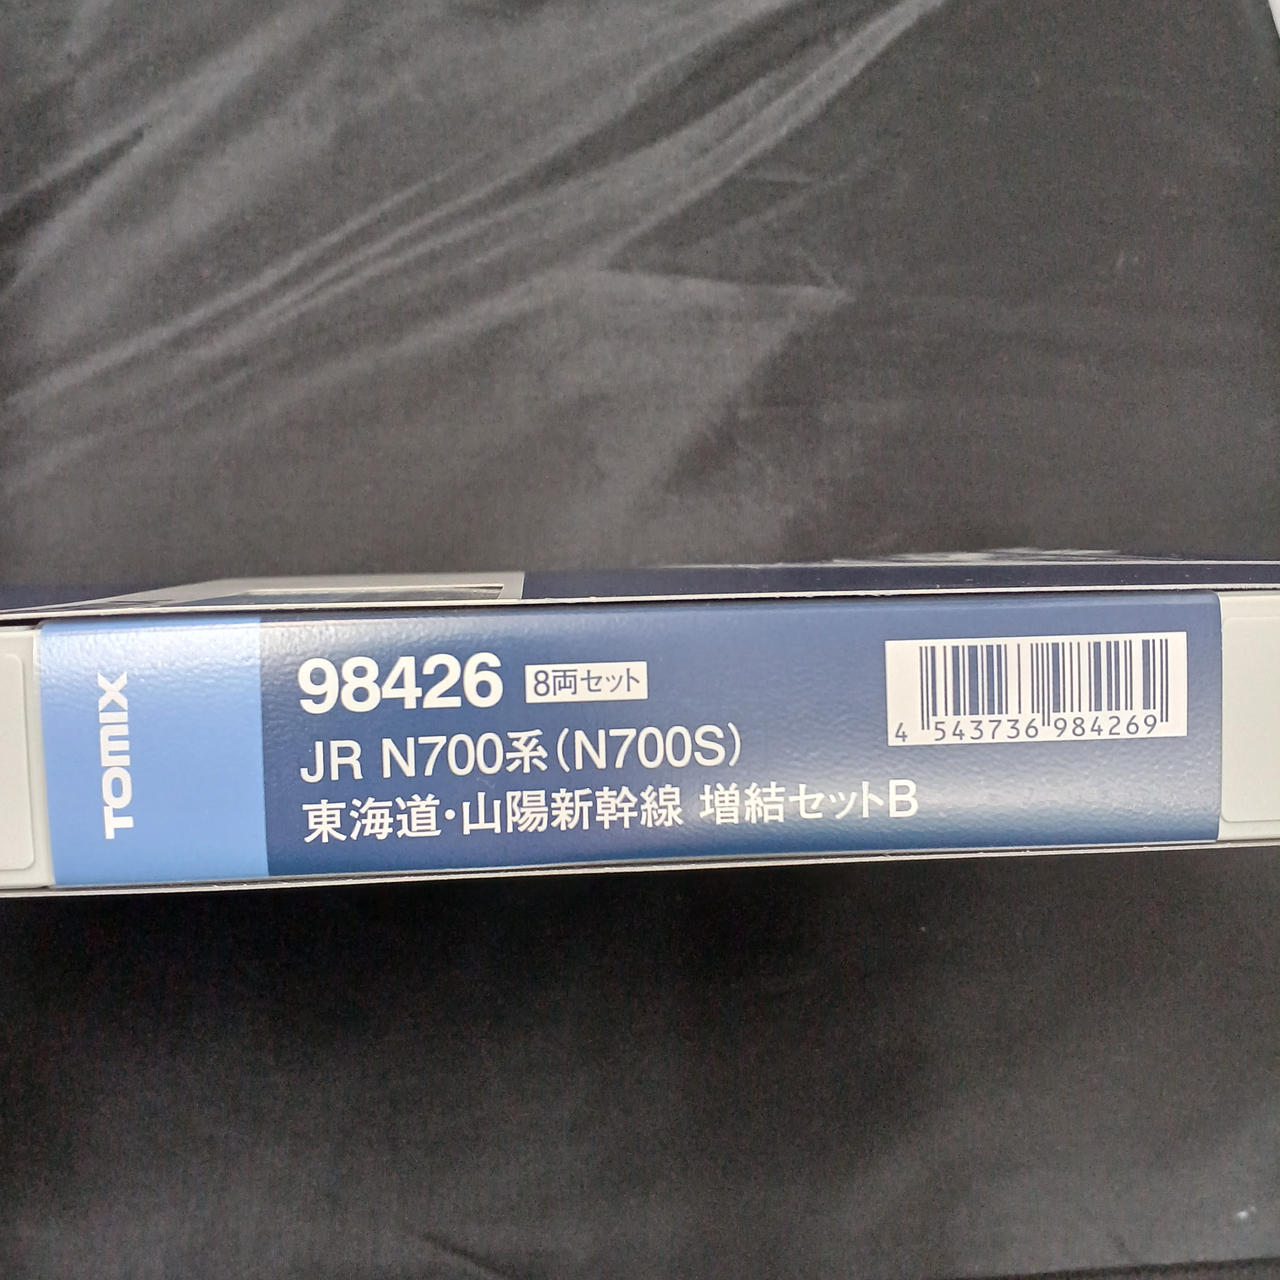 TOMIX
98426 8両セット
JR N700系(N700S)
東海道・山陽新幹線 増結セットB
4 543736 984269